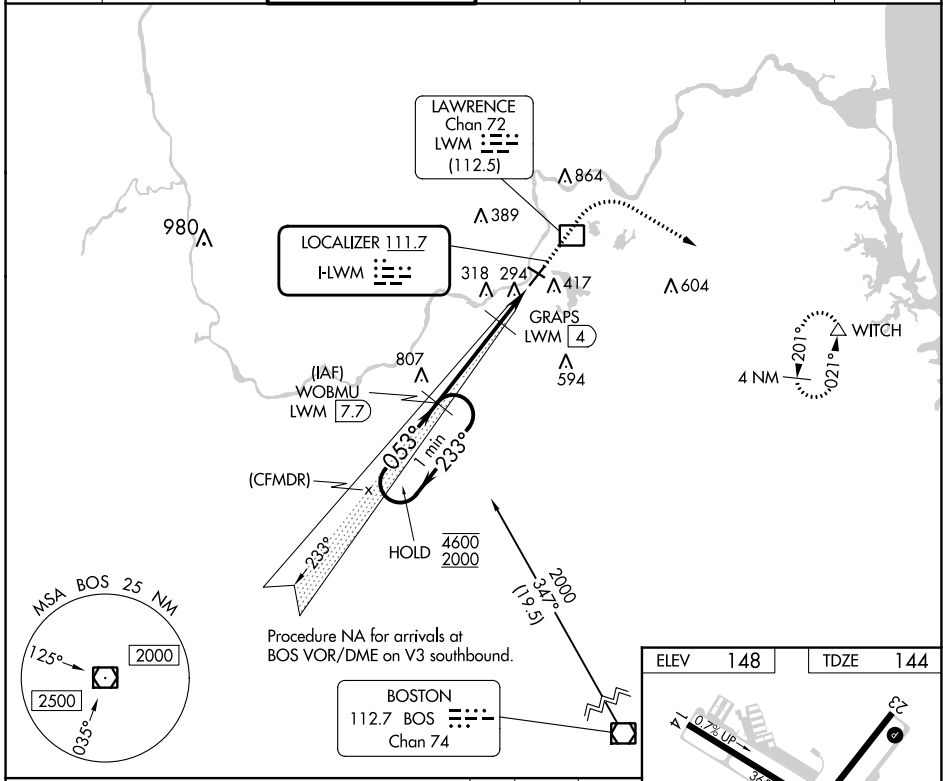 LAWRENCE
Chan 72
LWM
(112.5)
864
389
980
LOCALIZER 111.7
I-LWM
318
294
417
604
GRAPS
LWM 4
WITCH
201°
021°
4 NM
807
594
(IAF)
WOBMU
LWM 7.7
053°
1 min
233°
(CFMDR)
HOLD
4600
2000
233°
2000
347°
(19.5)
MSA BOS 25 NM
125°
2000
2500
035°
Procedure NA for arrivals at
BOS VOR/DME on V3 southbound.
BOSTON
112.7 BOS
Chan 74
ELEV 148
TDZE 144
14
0.7% UP
23
P